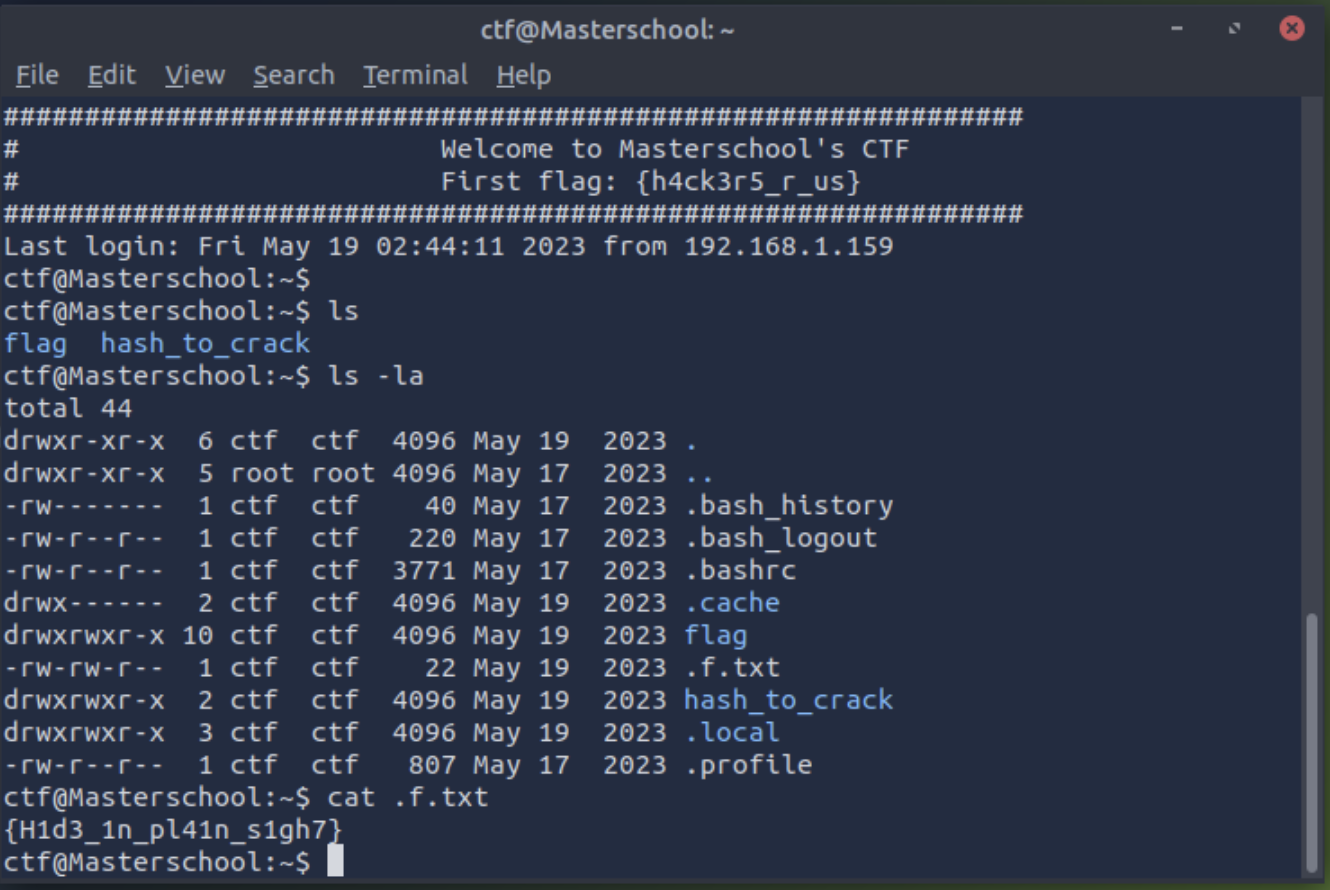 ctf@Masterschool: ~
File Edit View Search Terminal Help
###############################################################
# Welcome to Masterschool's CTF
# First flag: {h4ck3r5_r_us}
###############################################################
Last login: Fri May 19 02:44:11 2023 from 192.168.1.159
ctf@Masterschool:~$
ctf@Masterschool:~$ ls
flag  hash_to_crack
ctf@Masterschool:~$ ls -la
total 44
drwxr-xr-x  6 ctf  ctf  4096 May 19  2023 .
drwxr-xr-x  5 root root 4096 May 17  2023 ..
-rw-------  1 ctf  ctf    40 May 17  2023 .bash_history
-rw-r--r--  1 ctf  ctf   220 May 17  2023 .bash_logout
-rw-r--r--  1 ctf  ctf  3771 May 17  2023 .bashrc
drwx------  2 ctf  ctf  4096 May 19  2023 .cache
drwxrwxr-x 10 ctf  ctf  4096 May 19  2023 flag
-rw-rw-r--  1 ctf  ctf    22 May 19  2023 .f.txt
drwxrwxr-x  2 ctf  ctf  4096 May 19  2023 hash_to_crack
drwxrwxr-x  3 ctf  ctf  4096 May 19  2023 .local
-rw-r--r--  1 ctf  ctf   807 May 17  2023 .profile
ctf@Masterschool:~$ cat .f.txt
{H1d3_1n_pl41n_s1gh7}
ctf@Masterschool:~$